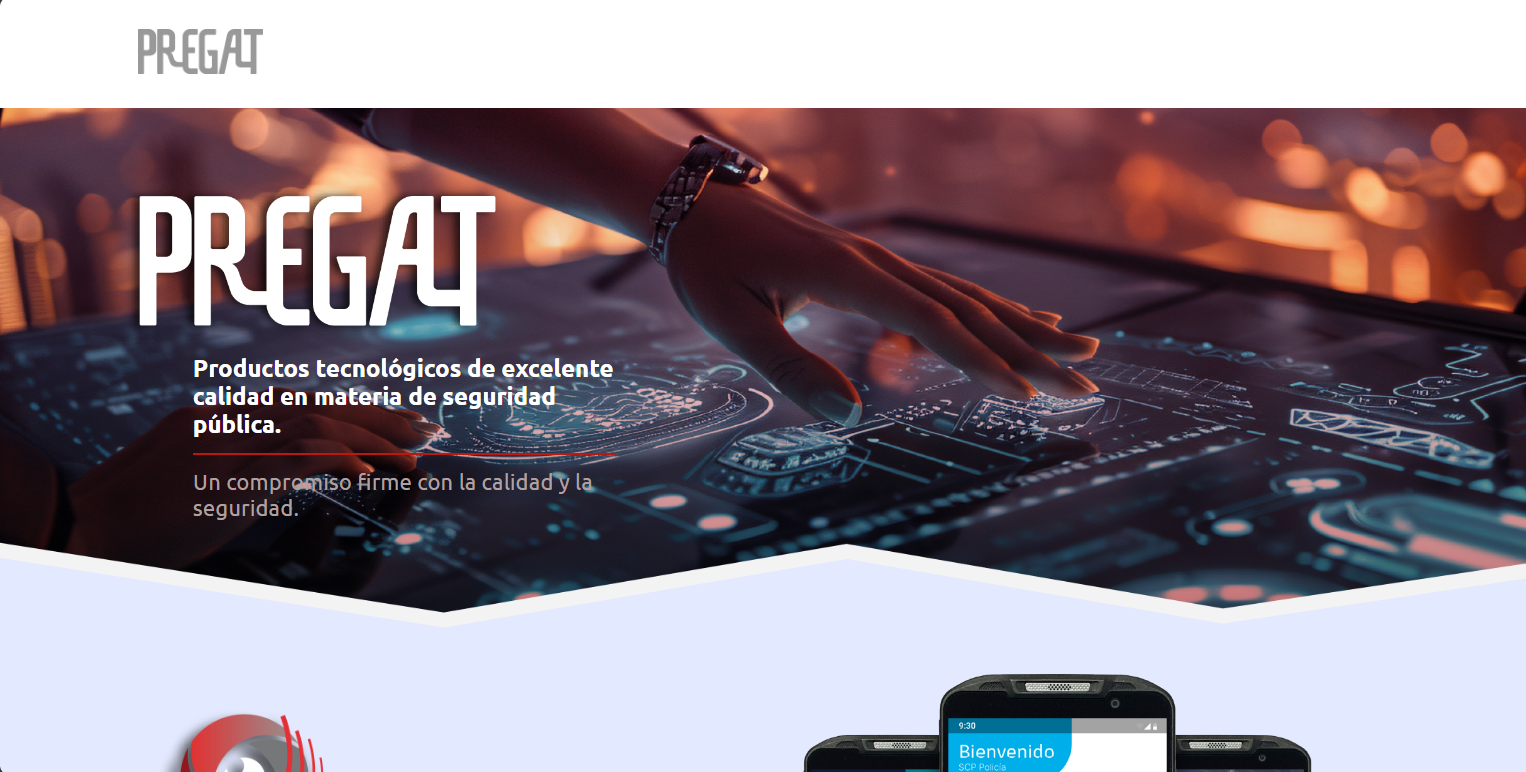 PREGAT
PREGAT
Productos tecnológicos de excelente
calidad en materia de seguridad
pública.
Un compromiso firme con la calidad y la
seguridad.
9:30
Bienvenido
SCP Policía